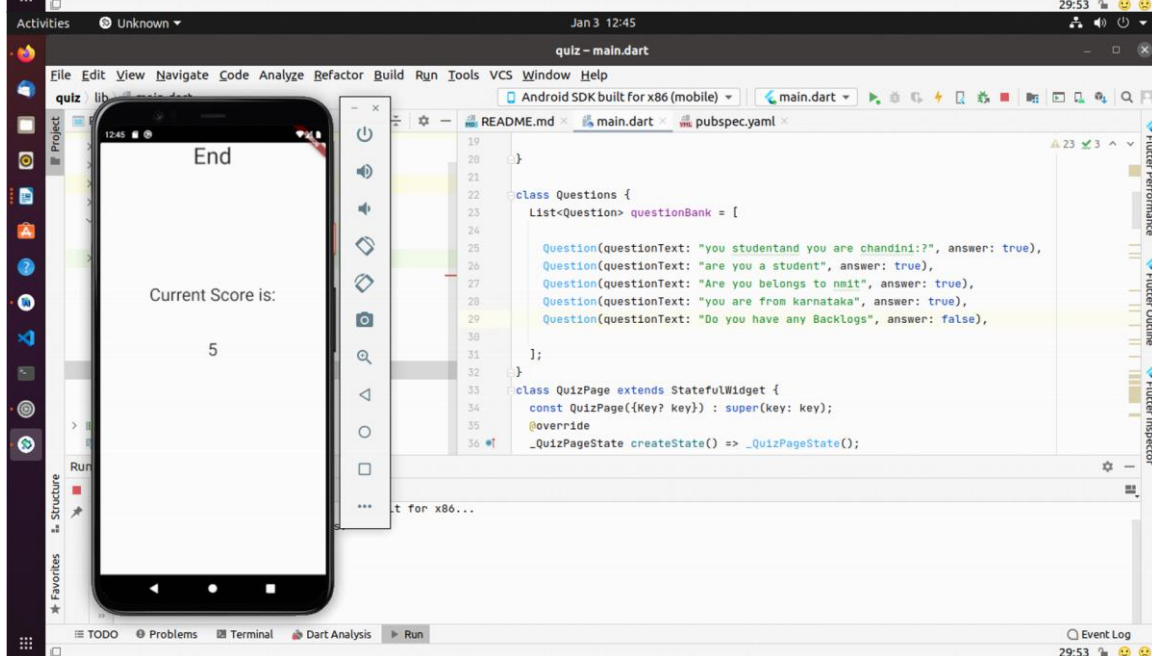 29:53
Activities
Unknown
Jan 3 12:45
quiz – main.dart
File Edit View Navigate Code Analyze Refactor Build Run Tools VCS Window Help
quiz lib main.dart
Android SDK built for x86 (mobile)
main.dart
README.md
main.dart
pubspec.yaml
Project
12:45
End
Current Score is:
5
19
20 }
21
22 class Questions {
23 List<Question> questionBank = [
24
25 Question(questionText: "you studentand you are chandini:?", answer: true),
26 Question(questionText: "are you a student", answer: true),
27 Question(questionText: "Are you belongs to nmit", answer: true),
28 Question(questionText: "you are from karnataka", answer: true),
29 Question(questionText: "Do you have any Backlogs", answer: false),
30
31 ];
32 }
33 class QuizPage extends StatefulWidget {
34 const QuizPage({Key? key}) : super(key: key);
35 @override
36 _QuizPageState createState() => _QuizPageState();
23 3
Flutter Performance
Flutter Outline
Flutter Inspector
Run
Structure
Favorites
t for x86...
s.
TODO Problems Terminal Dart Analysis Run
Event Log
29:53